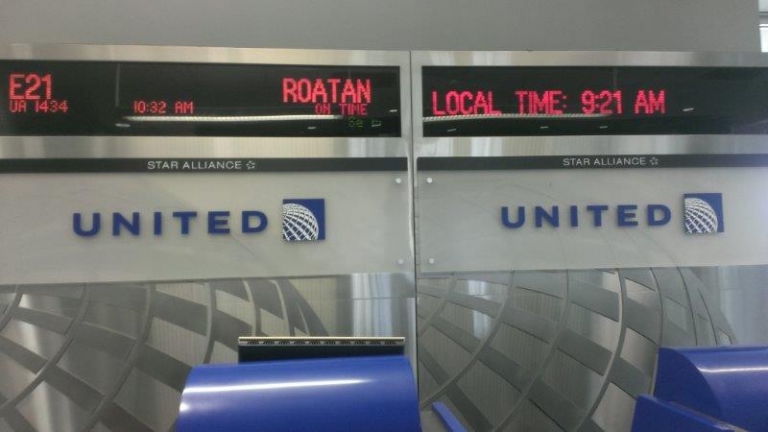 E21
ROATAN
UA 1434
10:32 AM
ON TIME
LOCAL TIME: 9:21 AM
STAR ALLIANCE
UNITED
STAR ALLIANCE
UNITED